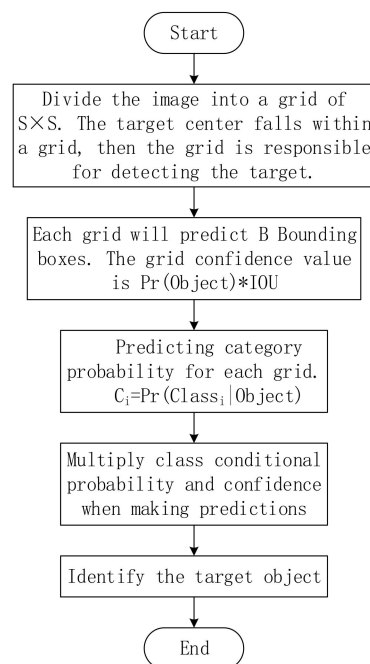 Start
Divide the image into a grid of
S×S. The target center falls within
a grid, then the grid is responsible
for detecting the target.
Each grid will predict B Bounding
boxes. The grid confidence value
is Pr(Object)*IOU
Predicting category
probability for each grid.
Cᵢ=Pr(Classᵢ|Object)
Multiply class conditional
probability and confidence
when making predictions
Identify the target object
End